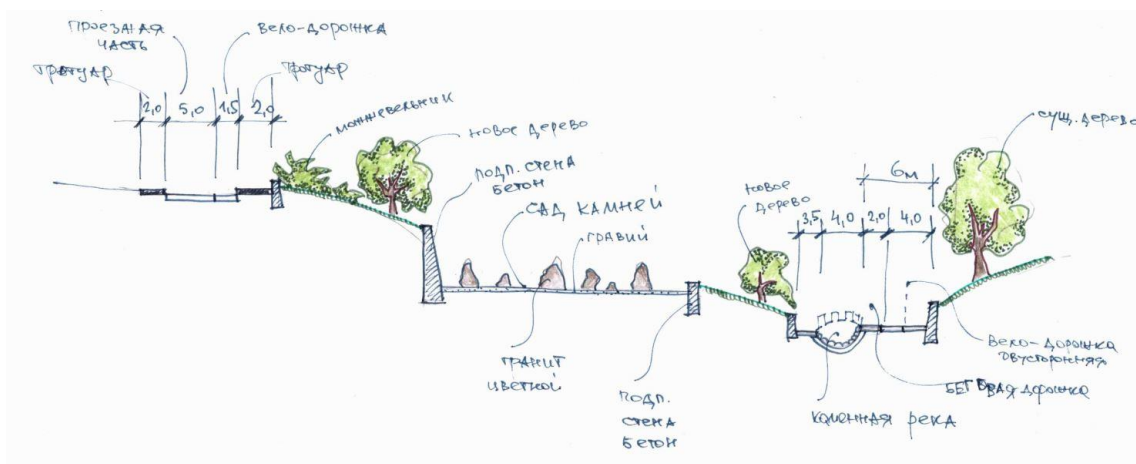 ПРОЕЗДНАЯ
ЧАСТЬ
ВЕЛО-ДОРОЖКА
ТРОТУАР
ТРОТУАР
2,0 5,0 1,5 2,0
МОЖЖЕВЕЛЬНИК
НОВОЕ ДЕРЕВО
ПОДП. СТЕНА
БЕТОН
САД КАМНЕЙ
ГРАВИЙ
ГРАНИТ
ЦВЕТНОЙ
ПОДП.
СТЕНА
БЕТОН
НОВОЕ
ДЕРЕВО
СУЩ. ДЕРЕВО
6м
3,5 4,0 2,0 4,0
ВЕЛО-ДОРОЖКА
ДВУСТОРОННЯЯ
БЕГОВАЯ ДОРОЖКА
КАМЕННАЯ РЕКА